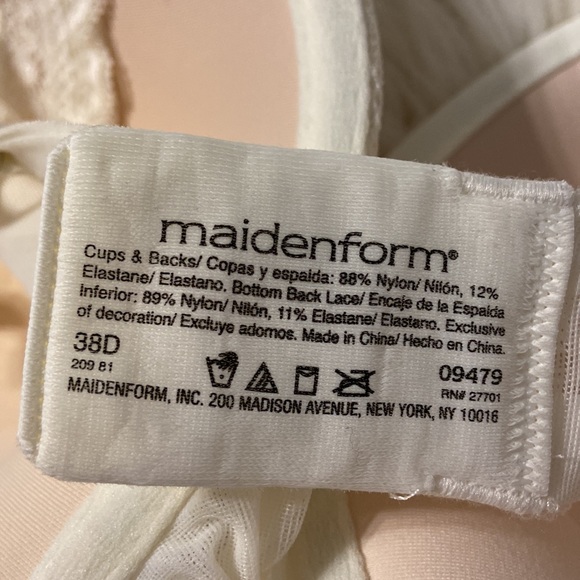 maidenform®
Cups & Backs/ Copas y espalda: 88% Nylon/ Nilón, 12%
Elastane/ Elastano. Bottom Back Lace/ Encaje de la Espalda
Inferior: 89% Nylon/ Nilón, 11% Elastane/ Elastano. Exclusive
of decoration/ Excluye adornos. Made in China/ Hecho en China.
38D 09479
209 81 RN# 27701
MAIDENFORM, INC. 200 MADISON AVENUE, NEW YORK, NY 10016